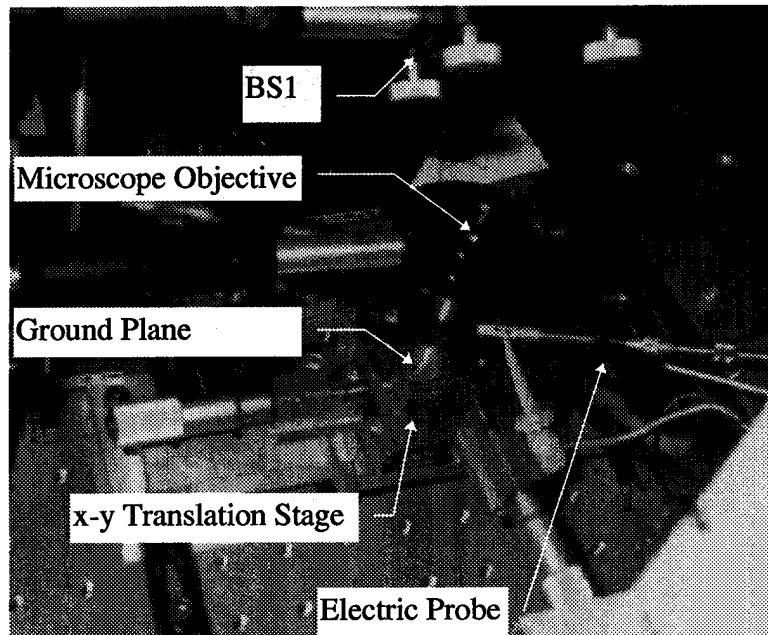 BS1
Microscope Objective
Ground Plane
x-y Translation Stage
Electric Probe